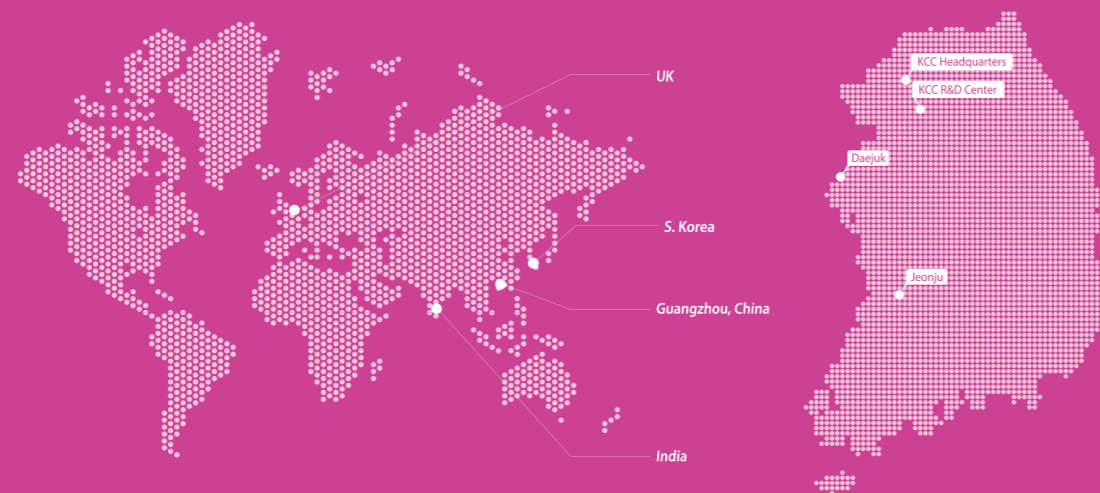 UK
S. Korea
Guangzhou, China
India
KCC Headquarters
KCC R&D Center
Daejuk
Jeonju